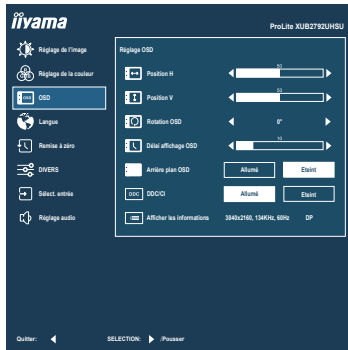 iiyama
ProLite XUB2792UHSU
Réglage de l'image
Réglage de la couleur
OSD
OSD
Langue
Remise à zéro
DIVERS
Sélect. entrée
Réglage audio
Réglage OSD
Position H
50
Position V
50
Rotation OSD
0°
Délai affichage OSD
10
Arrière plan OSD
Allumé
Eteint
DDC
DDC/CI
Allumé
Eteint
Afficher les informations
3840x2160, 134KHz, 60Hz
DP
Quitter:
SELECTION:
/Pousser